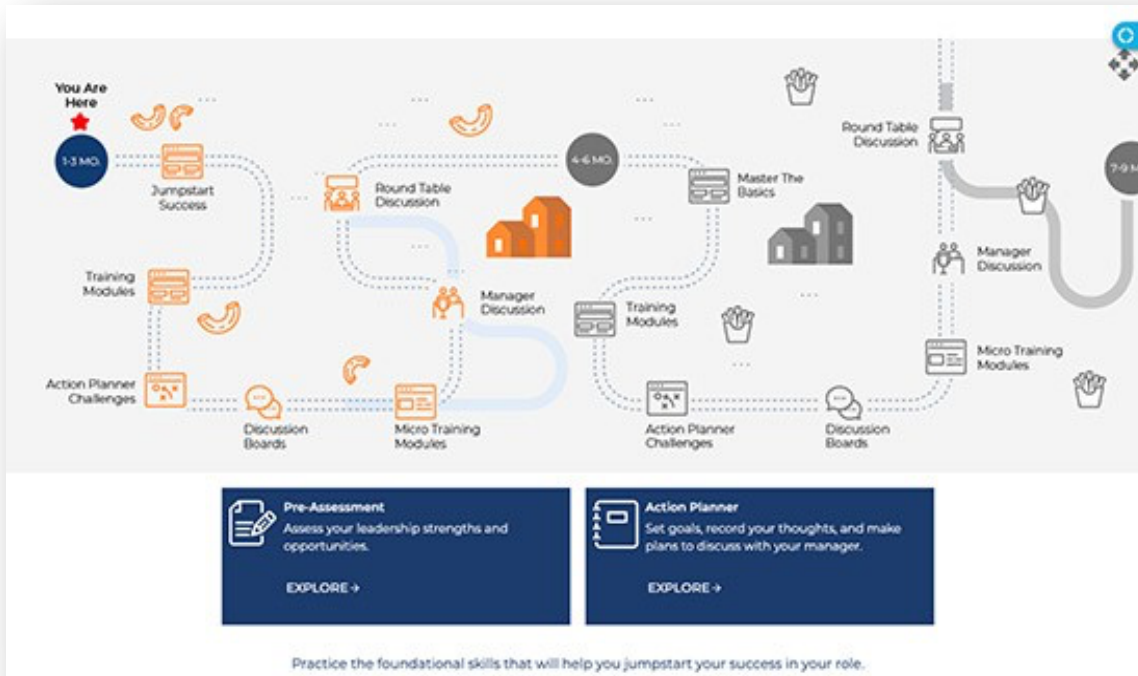 You Are
Here
1-3 MO.
Jumpstart
Success
Training
Modules
Action Planner
Challenges
Discussion
Boards
Micro Training
Modules
Manager
Discussion
Round Table
Discussion
4-6 MO.
Master The
Basics
Training
Modules
Action Planner
Challenges
Discussion
Boards
Micro Training
Modules
Manager
Discussion
Round Table
Discussion
7-9 M
Pre-Assessment
Assess your leadership strengths and
opportunities.
EXPLORE→
Action Planner
Set goals, record your thoughts, and make
plans to discuss with your manager.
EXPLORE→
Practice the foundational skills that will help you jumpstart your success in your role.